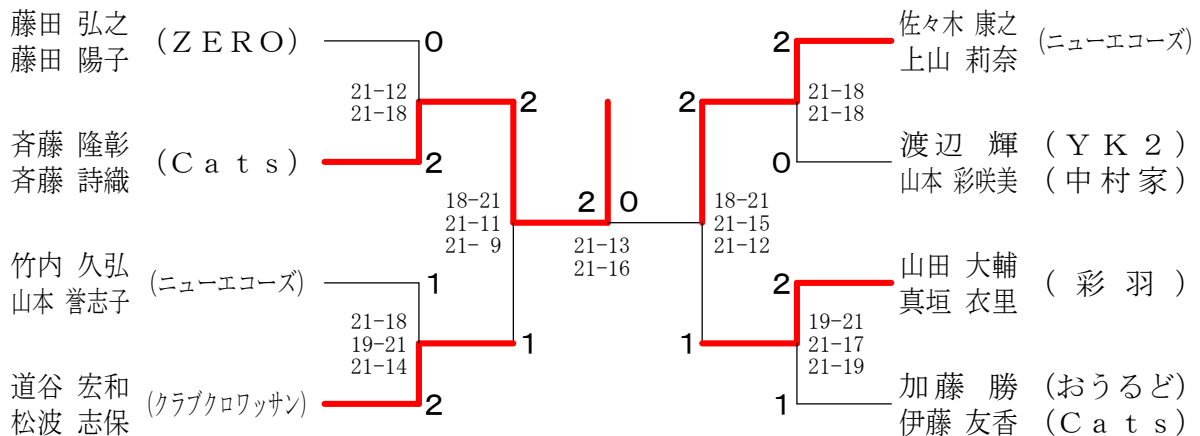 藤田 弘之
藤田 陽子
(ZERO)
0
21-12
21-18
2
斉藤 隆彰
斉藤 詩織
(Cats)
2
18-21
21-11
21- 9
竹内 久弘
山本 誉志子
(ニューエコーズ)
1
21-18
19-21
21-14
1
道谷 宏和
松波 志保
(クラブクロワッサン)
2
2 0
21-13
21-16
佐々木 康之
上山 莉奈
(ニューエコーズ)
2
21-18
21-18
2
渡辺 輝 (YK2)
山本 彩咲美 (中村家)
0
18-21
21-15
21-12
山田 大輔
真垣 衣里
(彩羽)
2
19-21
21-17
21-19
1
加藤 勝 (おうるど)
伊藤 友香 (Cats)
1